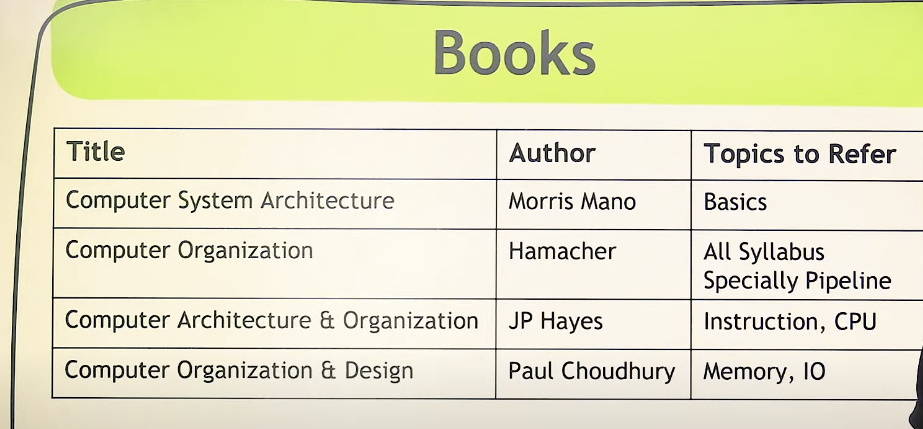 Books
Title Author Topics to Refer
Computer System Architecture Morris Mano Basics
Computer Organization Hamacher All Syllabus
Specially Pipeline
Computer Architecture & Organization JP Hayes Instruction, CPU
Computer Organization & Design Paul Choudhury Memory, IO